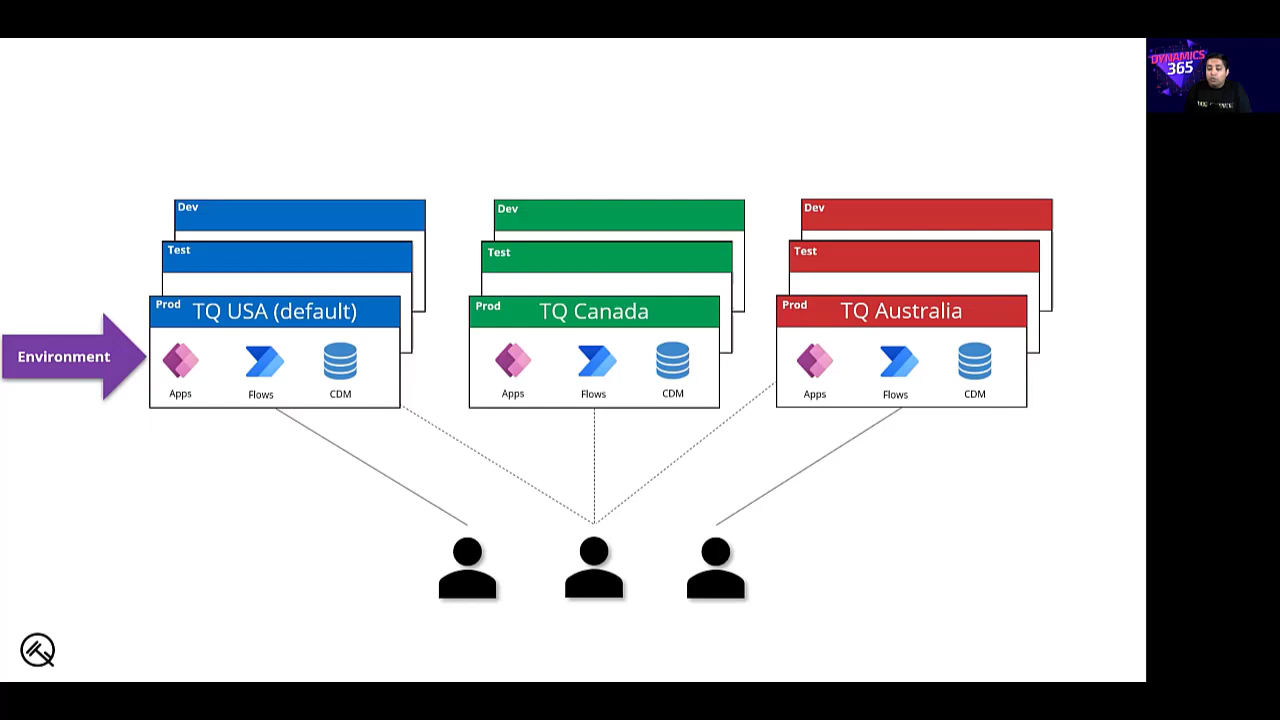 DYNAMICS
365
Dev
Test
Prod
TQ USA (default)
Apps
Flows
CDM
Dev
Test
Prod
TQ Canada
Apps
Flows
CDM
Dev
Test
Prod
TQ Australia
Apps
Flows
CDM
Environment